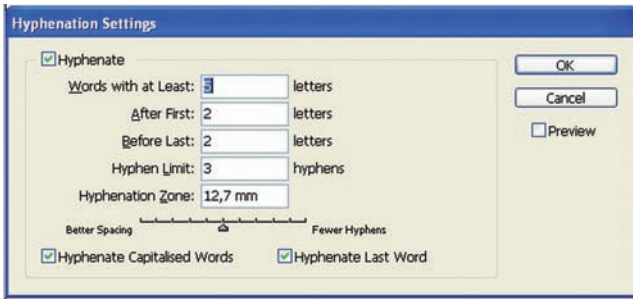 Hyphenation Settings
Hyphenate
Words with at Least: 5 letters
After First: 2 letters
Before Last: 2 letters
Hyphen Limit: 3 hyphens
Hyphenation Zone: 12,7 mm
Better Spacing Fewer Hyphens
Hyphenate Capitalised Words Hyphenate Last Word
OK
Cancel
Preview